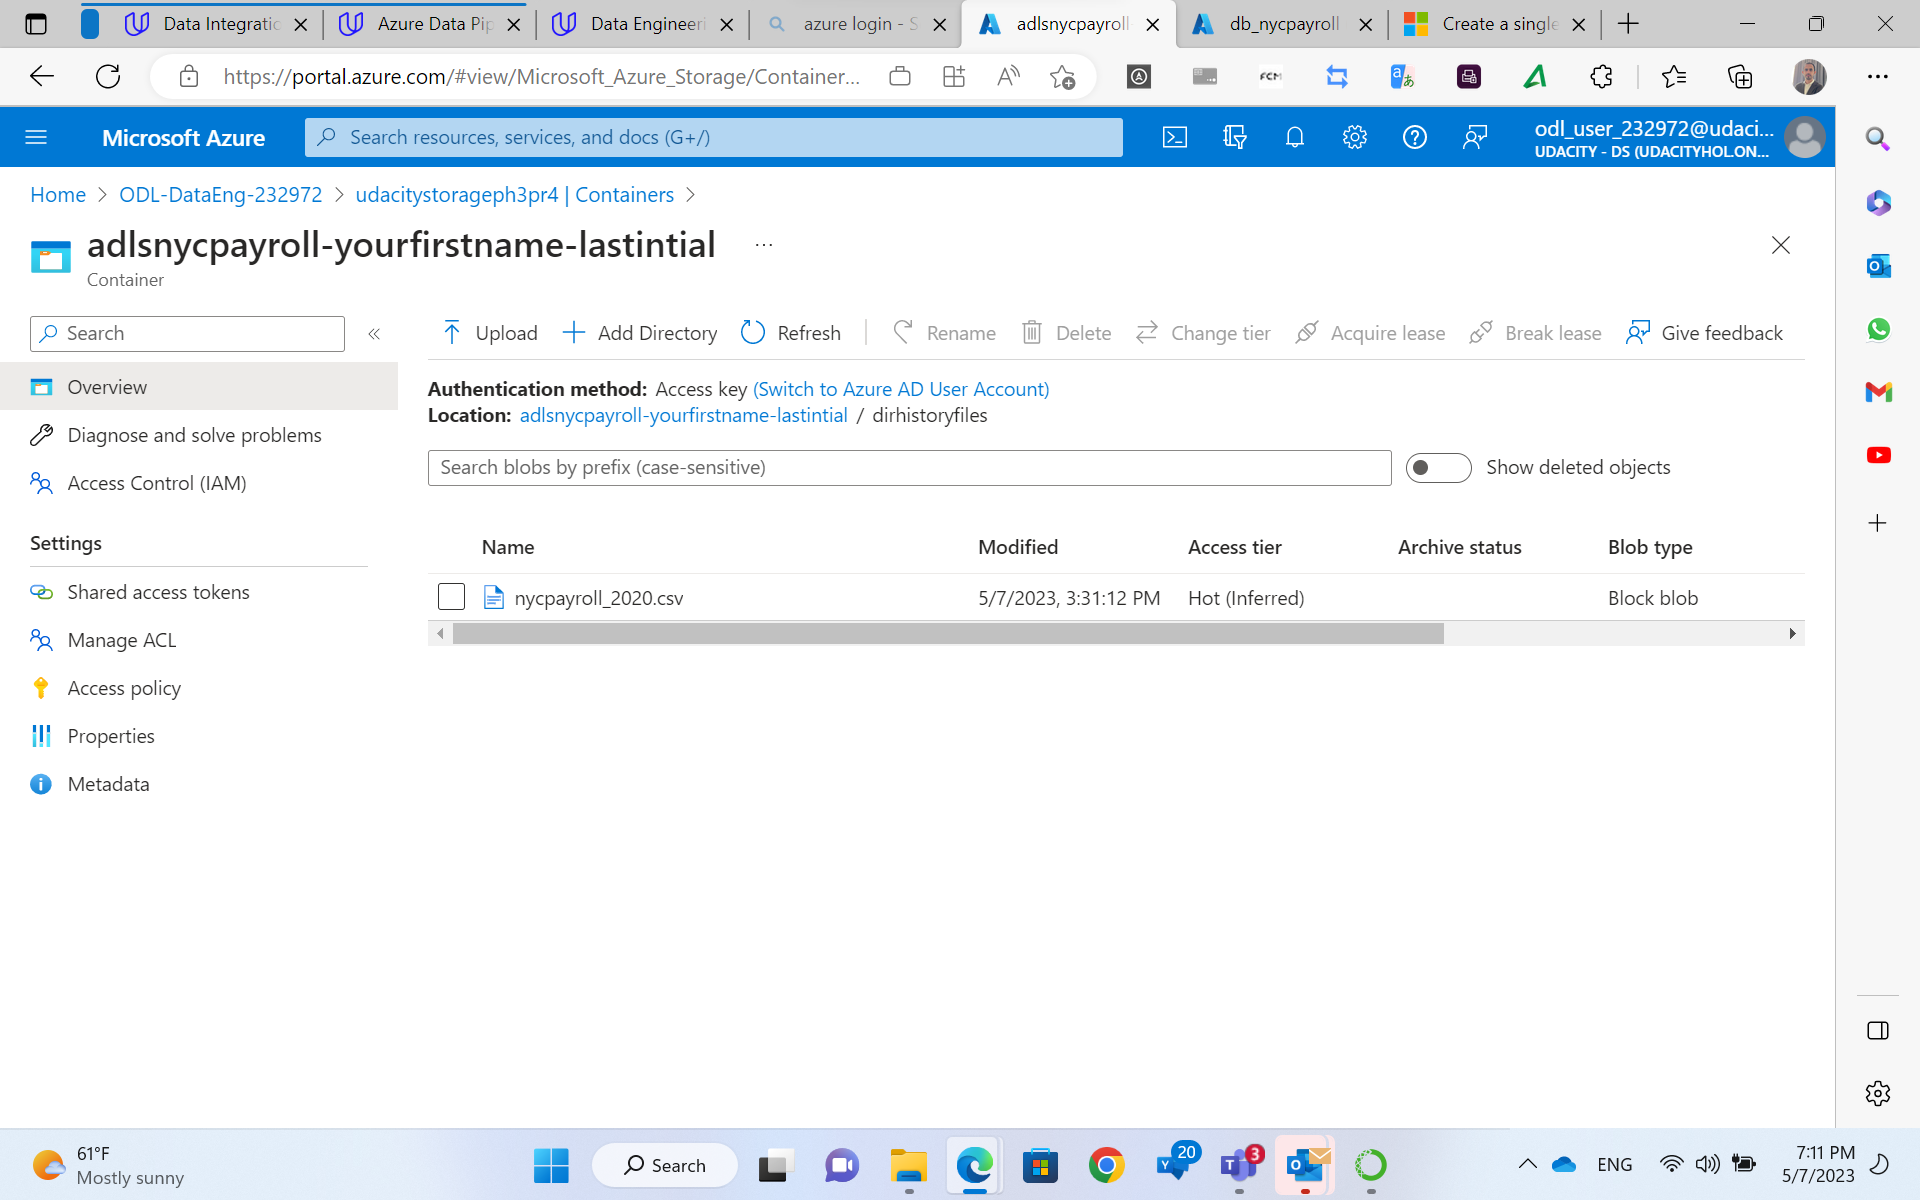 Data Integratio
Azure Data Pip
Data Engineeri
azure login - S
adlsnycpayroll
db_nycpayroll
Create a single
https://portal.azure.com/#view/Microsoft_Azure_Storage/Container...
FCM
Microsoft Azure
Search resources, services, and docs (G+/)
odl_user_232972@udaci...
UDACITY - DS (UDACITYHOL.ON...
Home > ODL-DataEng-232972 > udacitystorageph3pr4 | Containers >
adlsnycpayroll-yourfirstname-lastintial ...
Container
Search
«
Upload
Add Directory
Refresh
Rename
Delete
Change tier
Acquire lease
Break lease
Give feedback
Overview
Diagnose and solve problems
Access Control (IAM)
Settings
Shared access tokens
Manage ACL
Access policy
Properties
Metadata
Authentication method: Access key (Switch to Azure AD User Account)
Location: adlsnycpayroll-yourfirstname-lastintial / dirhistoryfiles
Search blobs by prefix (case-sensitive)
Show deleted objects
Name Modified Access tier Archive status Blob type
nycpayroll_2020.csv 5/7/2023, 3:31:12 PM Hot (Inferred) Block blob
61°F
Mostly sunny
Search
20
3
ENG
7:11 PM
5/7/2023